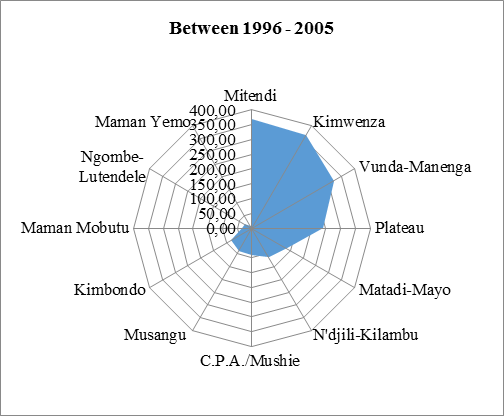 Between 1996 - 2005
Mitendi
400,00
Maman Yemo
350,00
Kimwenza
300,00
250,00
Ngombe-
Lutendele
200,00
Vunda-Manenga
150,00
100,00
50,00
Maman Mobutu
0,00
Plateau
Kimbondo
Matadi-Mayo
Musangu
N'djili-Kilambu
C.P.A./Mushie